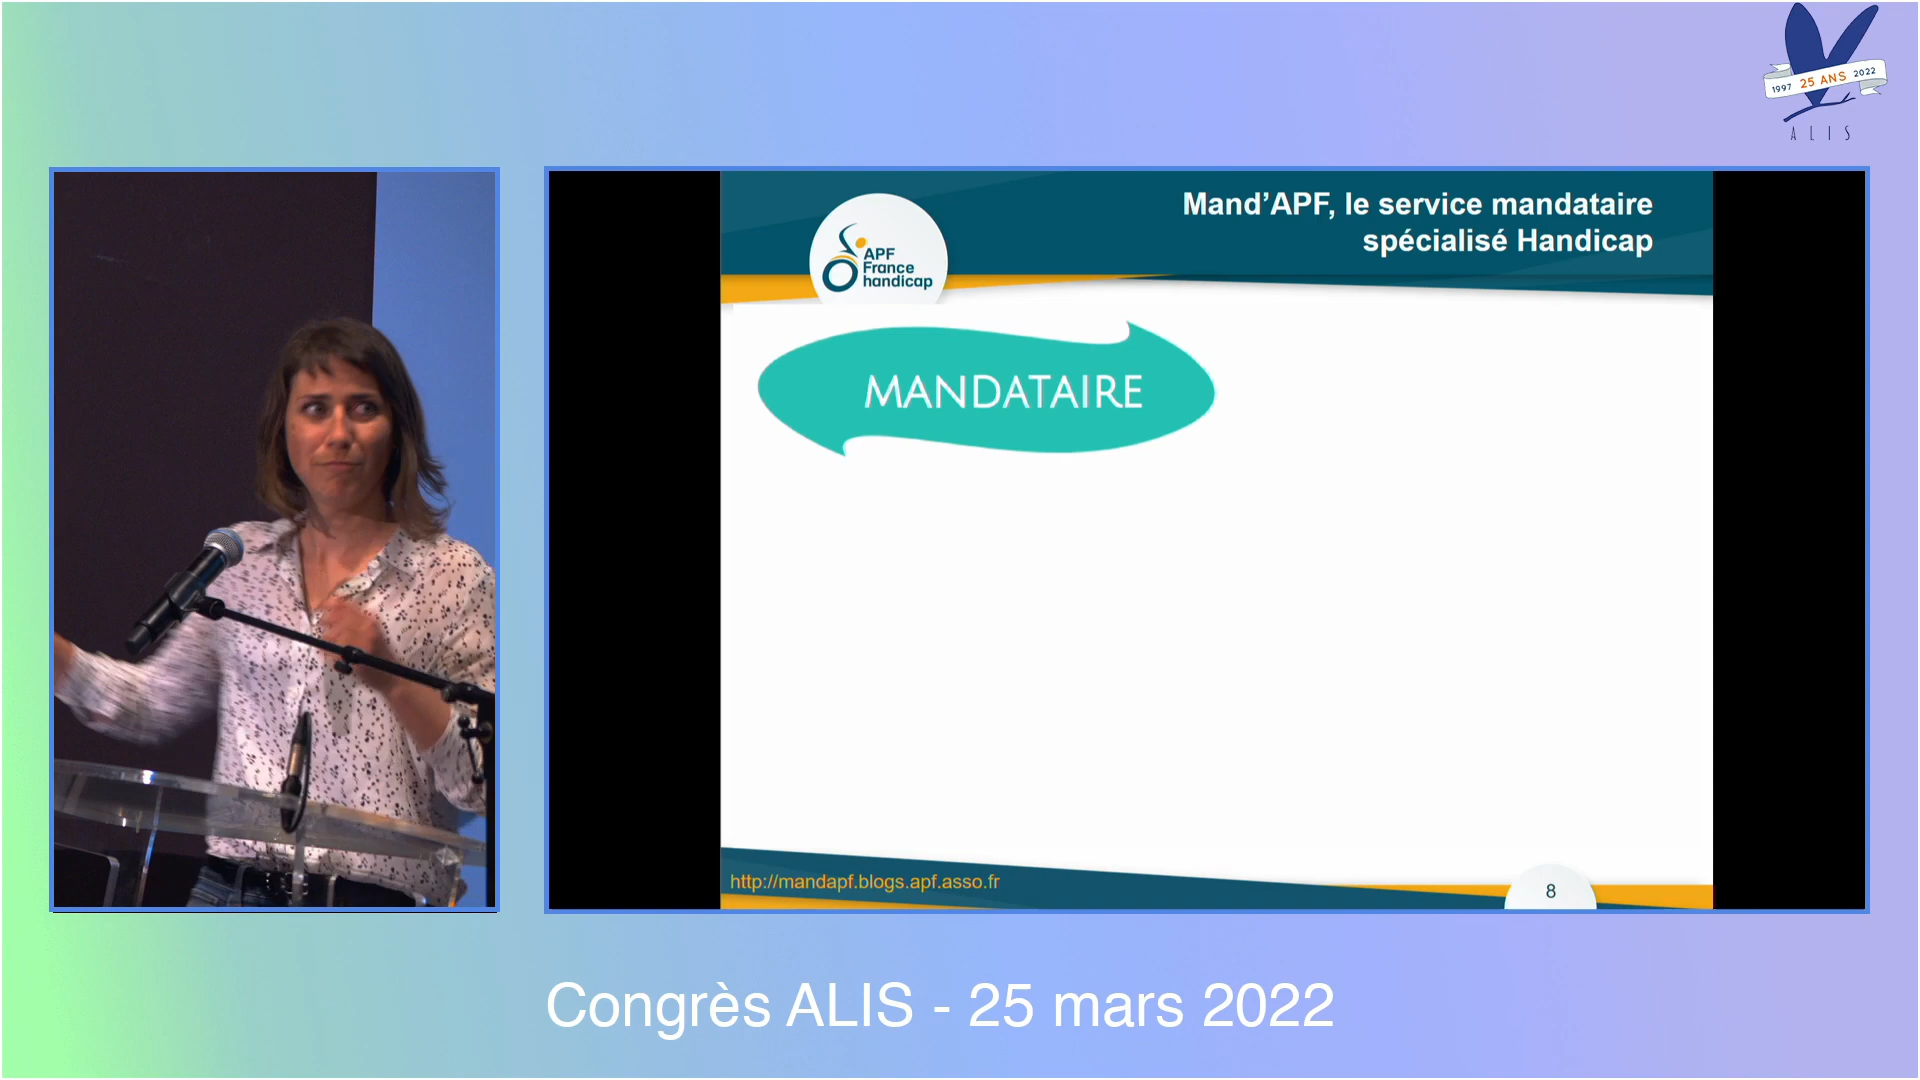 1997 25 ANS 2022
ALIS
Mand’APF, le service mandataire
spécialisé Handicap
APF
France
handicap
MANDATAIRE
http://mandapf.blogs.apf.asso.fr
8
Congrès ALIS - 25 mars 2022